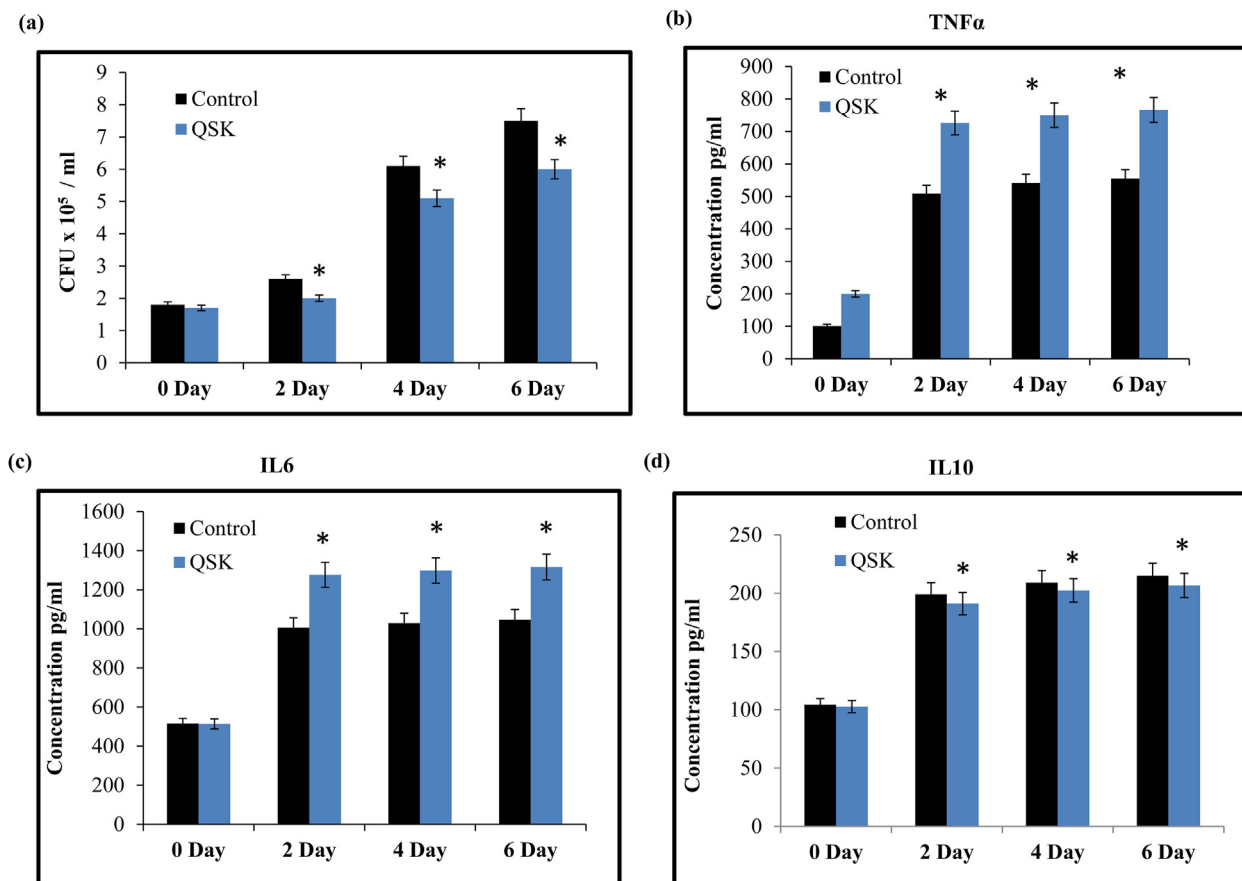 (a)
9
8
7
6
5
4
3
2
1
0
CFU x 10⁵ / ml
Control
QSK
*
*
*
0 Day 2 Day 4 Day 6 Day
(b)
TNFα
900
800
700
600
500
400
300
200
100
0
Concentration pg/ml
Control
QSK
*
*
*
0 Day 2 Day 4 Day 6 Day
(c)
IL6
1600
1400
1200
1000
800
600
400
200
0
Concentration pg/ml
Control
QSK
*
*
*
0 Day 2 Day 4 Day 6 Day
(d)
IL10
250
200
150
100
50
0
Concentration pg/ml
Control
QSK
*
*
*
0 Day 2 Day 4 Day 6 Day